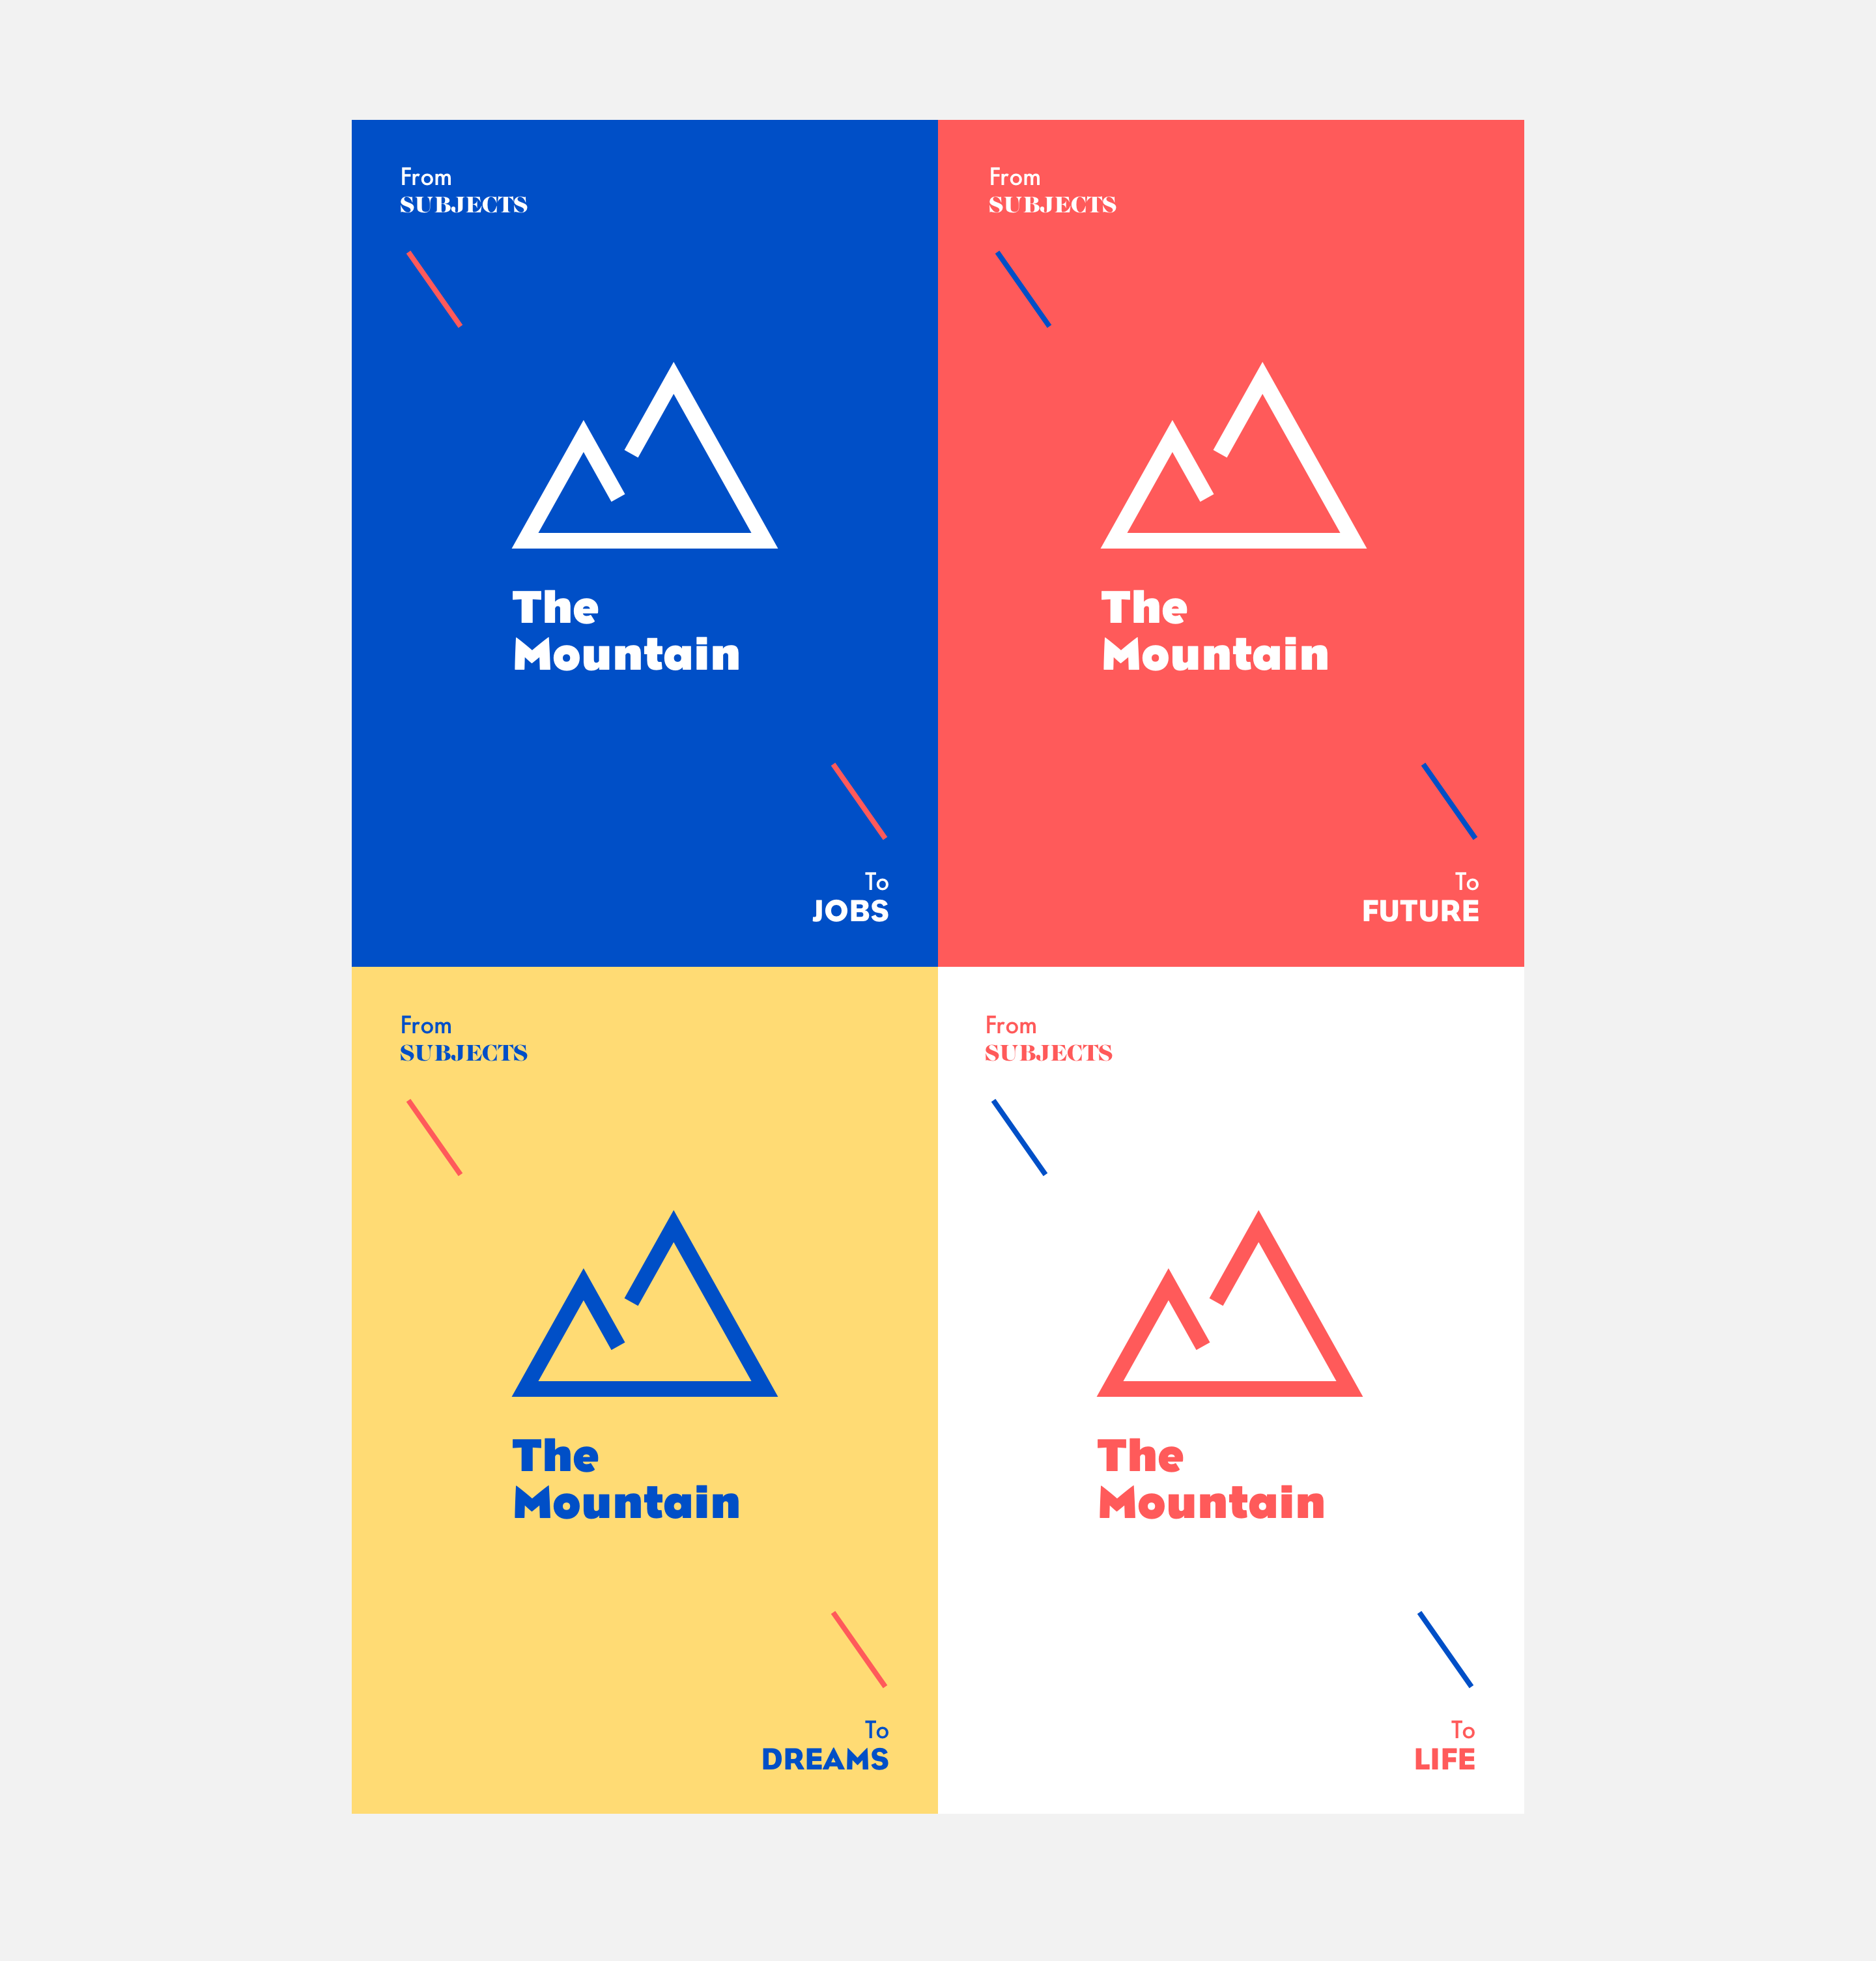 From
SUBJECTS
The
Mountain
To
JOBS
From
SUBJECTS
The
Mountain
To
FUTURE
From
SUBJECTS
The
Mountain
To
DREAMS
From
SUBJECTS
The
Mountain
To
LIFE